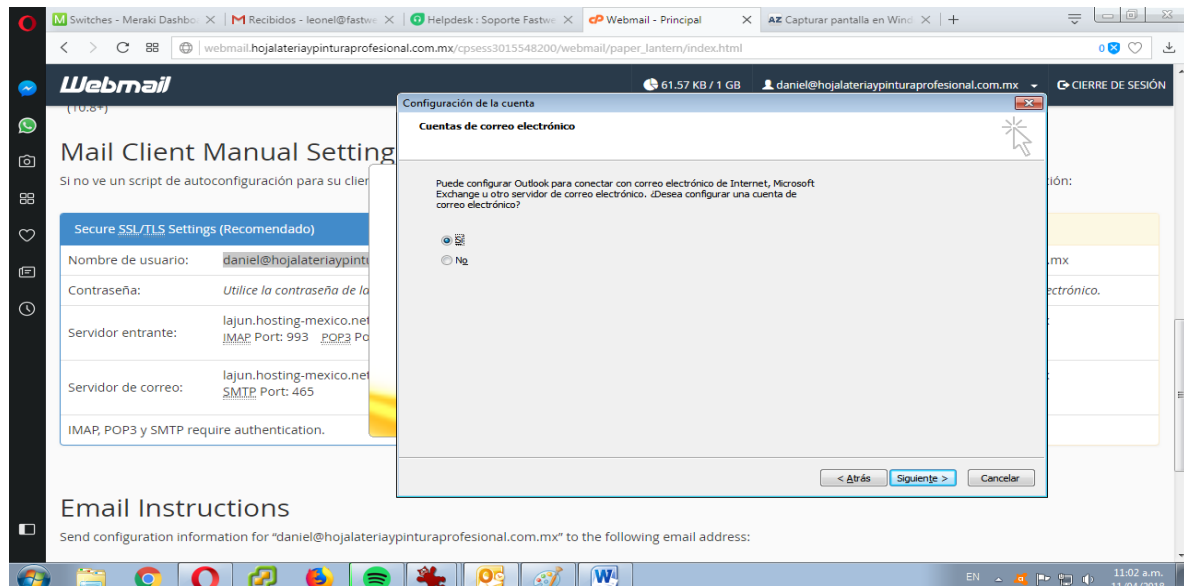 Switches - Meraki Dashbo
Recibidos - leonel@fastwe
Helpdesk : Soporte Fastwe
cP Webmail - Principal
AZ Capturar pantalla en Wind
webmail.hojalateriaypinturaprofesional.com.mx/cpsess3015548200/webmail/paper_lantern/index.html
0
Webmail
61.57 KB / 1 GB
daniel@hojalateriaypinturaprofesional.com.mx
CIERRE DE SESIÓN
(10.8+)
Mail Client Manual Setting
Si no ve un script de autoconfiguración para su clier
ión:
Secure SSL/TLS Settings (Recomendado)
Nombre de usuario: daniel@hojalateriaypintu
.mx
Contraseña: Utilice la contraseña de la
ectrónico.
Servidor entrante: lajun.hosting-mexico.net
IMAP Port: 993 POP3 Po
Servidor de correo: lajun.hosting-mexico.net
SMTP Port: 465
IMAP, POP3 y SMTP require authentication.
Configuración de la cuenta
Cuentas de correo electrónico
Puede configurar Outlook para conectar con correo electrónico de Internet, Microsoft
Exchange u otro servidor de correo electrónico. ¿Desea configurar una cuenta de
correo electrónico?
Sí
No
< Atrás
Siguiente >
Cancelar
Email Instructions
Send configuration information for “daniel@hojalateriaypinturaprofesional.com.mx” to the following email address:
EN
11:02 a.m.